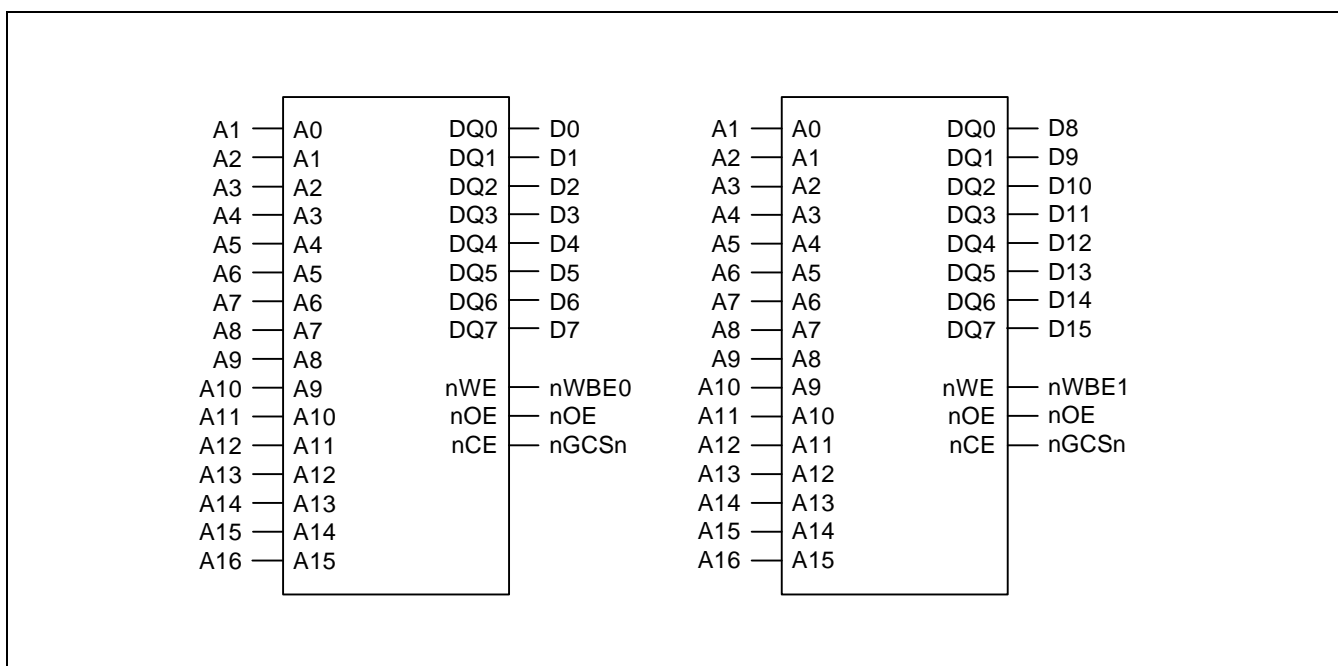 A1 A0 DQ0 D0
A2 A1 DQ1 D1
A3 A2 DQ2 D2
A4 A3 DQ3 D3
A5 A4 DQ4 D4
A6 A5 DQ5 D5
A7 A6 DQ6 D6
A8 A7 DQ7 D7
A9 A8
A10 A9 nWE nWBE0
A11 A10 nOE nOE
A12 A11 nCE nGCSn
A13 A12
A14 A13
A15 A14
A16 A15
A1 A0 DQ0 D8
A2 A1 DQ1 D9
A3 A2 DQ2 D10
A4 A3 DQ3 D11
A5 A4 DQ4 D12
A6 A5 DQ5 D13
A7 A6 DQ6 D14
A8 A7 DQ7 D15
A9 A8
A10 A9 nWE nWBE1
A11 A10 nOE nOE
A12 A11 nCE nGCSn
A13 A12
A14 A13
A15 A14
A16 A15